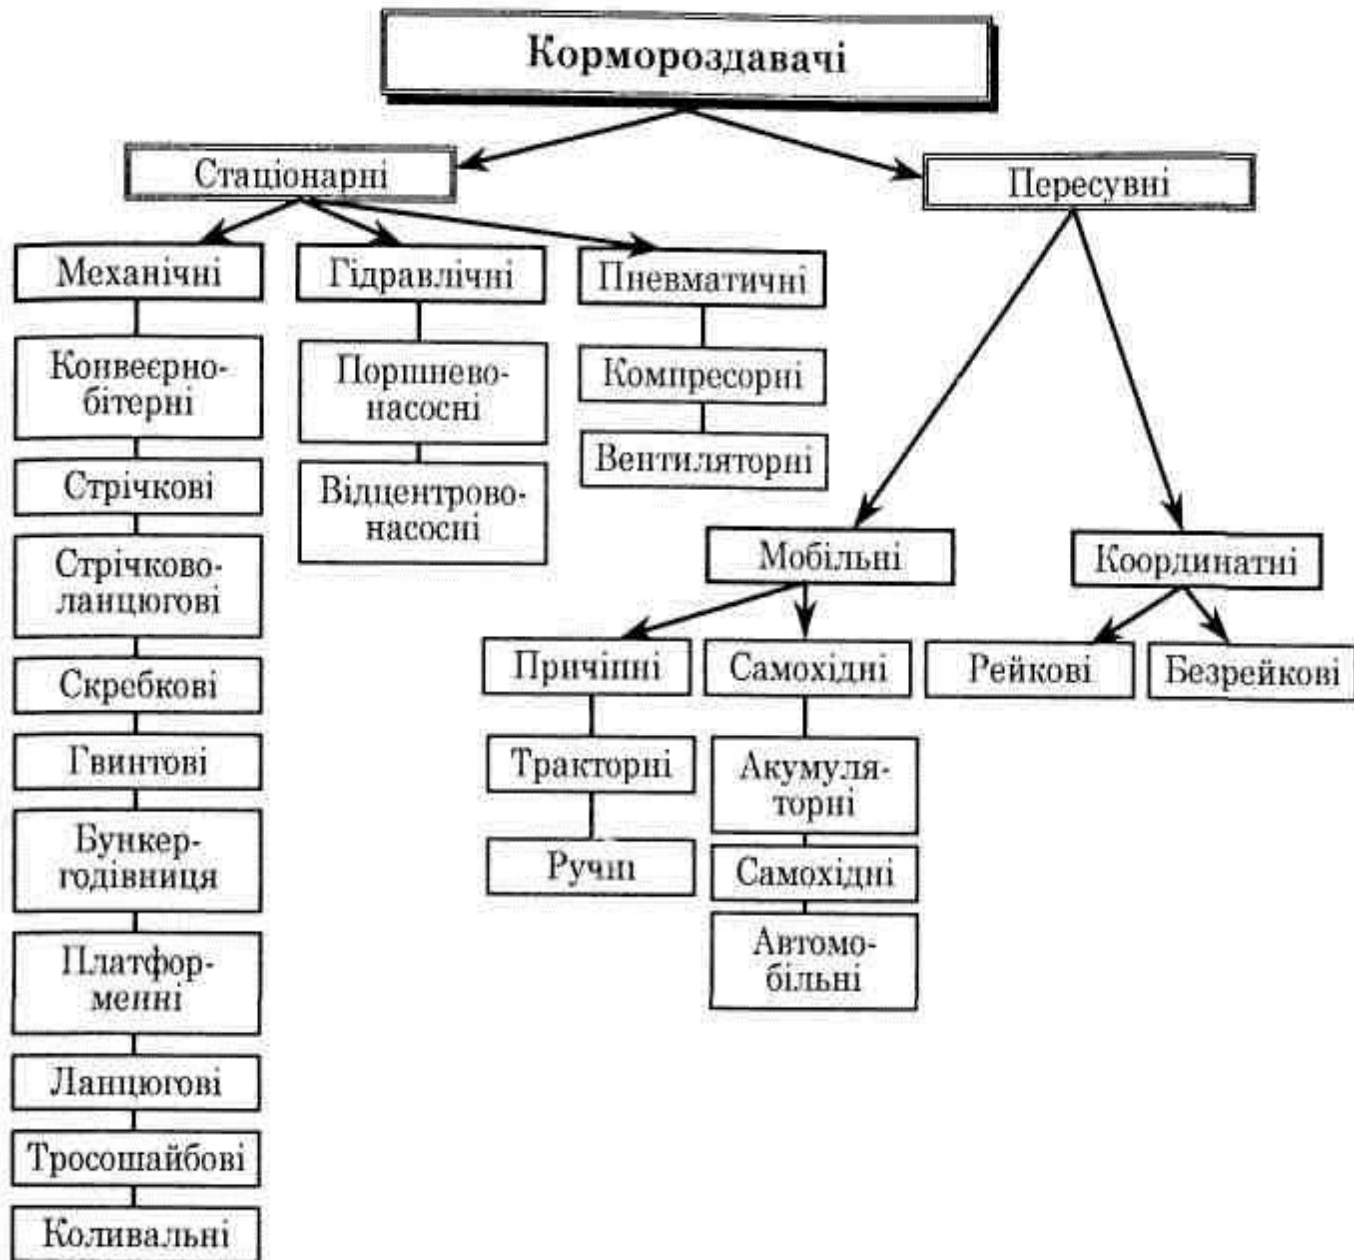 Кормороздавачі
Стаціонарні
Пересувні
Механічні
Гідравлічні
Пневматичні
Конвеєрно-
бітерні
Поршнево-
насосні
Компресорні
Стрічкові
Відцентрово-
насосні
Вентиляторні
Стрічково-
ланцюгові
Скребкові
Гвинтові
Бункер-
годівниця
Платфор-
менні
Ланцюгові
Тросошайбові
Коливальні
Мобільні
Координатні
Причіпні
Самохідні
Рейкові
Безрейкові
Тракторні
Ручні
Акумуля-
торні
Самохідні
Автомо-
більні